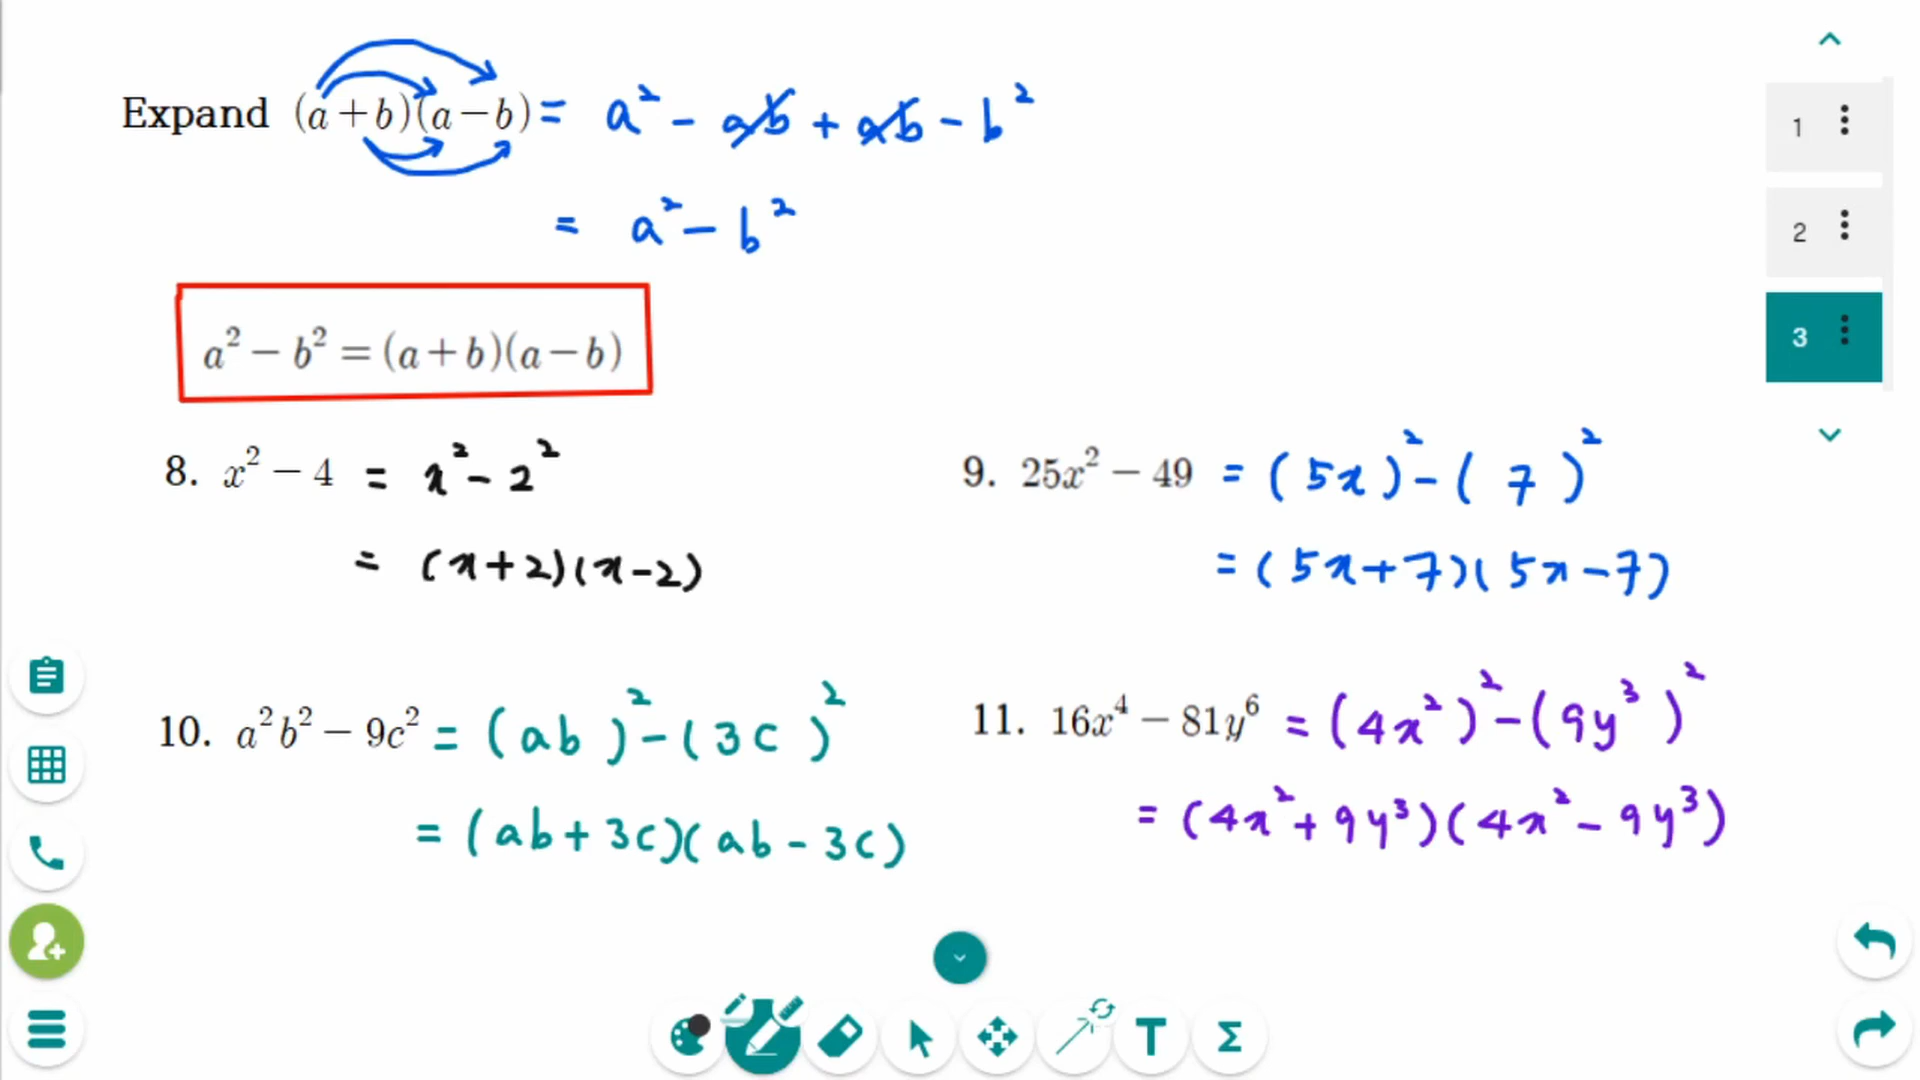 Expand (a+b)(a−b) = a² − ab + ab − b²
= a² − b²
a² − b² = (a+b)(a−b)
8. x² − 4 = x² − 2²
= (x+2)(x−2)
9. 25x² − 49 = (5x)² − (7)²
= (5x+7)(5x−7)
10. a²b² − 9c² = (ab)² − (3c)²
= (ab+3c)(ab−3c)
11. 16x⁴ − 81y⁶ = (4x²)² − (9y³)²
= (4x²+9y³)(4x²−9y³)
1
2
3
T Σ